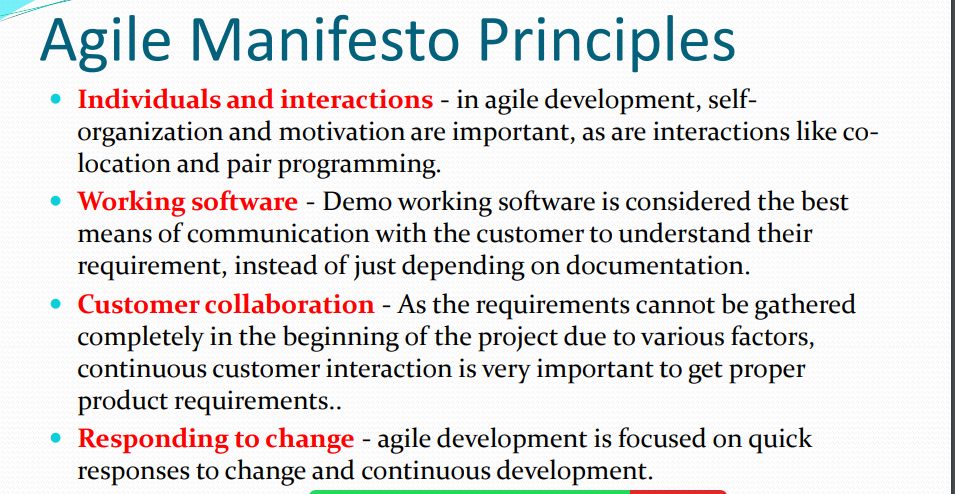 Agile Manifesto Principles
• Individuals and interactions - in agile development, self-
organization and motivation are important, as are interactions like co-
location and pair programming.
• Working software - Demo working software is considered the best
means of communication with the customer to understand their
requirement, instead of just depending on documentation.
• Customer collaboration - As the requirements cannot be gathered
completely in the beginning of the project due to various factors,
continuous customer interaction is very important to get proper
product requirements..
• Responding to change - agile development is focused on quick
responses to change and continuous development.